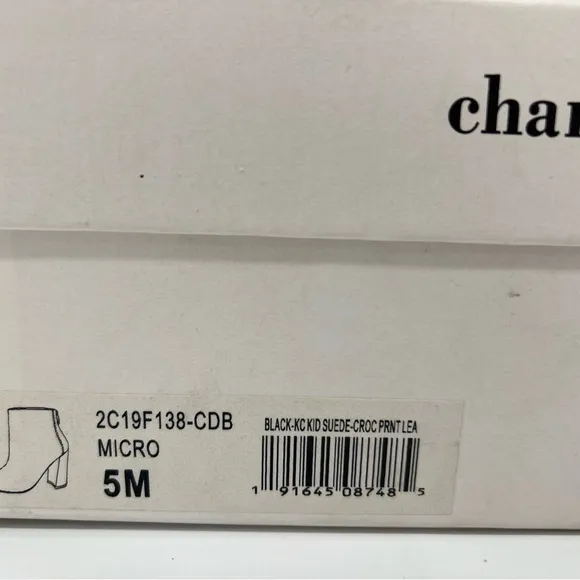 char
2C19F138-CDB
MICRO
5M
BLACK-KC KID SUEDE-CROC PRNT LEA
1 91645 08748 5